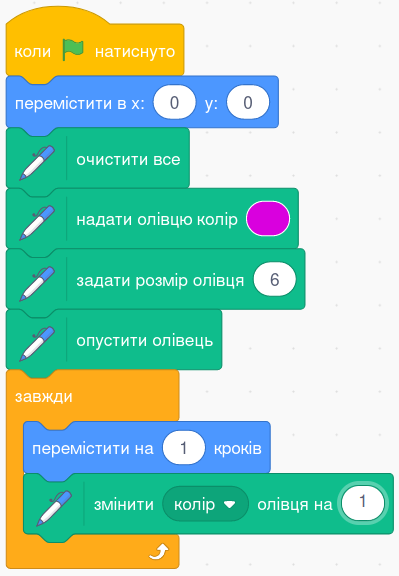 коли натиснуто
перемістити в x: 0 y: 0
очистити все
надати олівцю колір
задати розмір олівця 6
опустити олівець
завжди
перемістити на 1 кроків
змінити колір олівця на 1